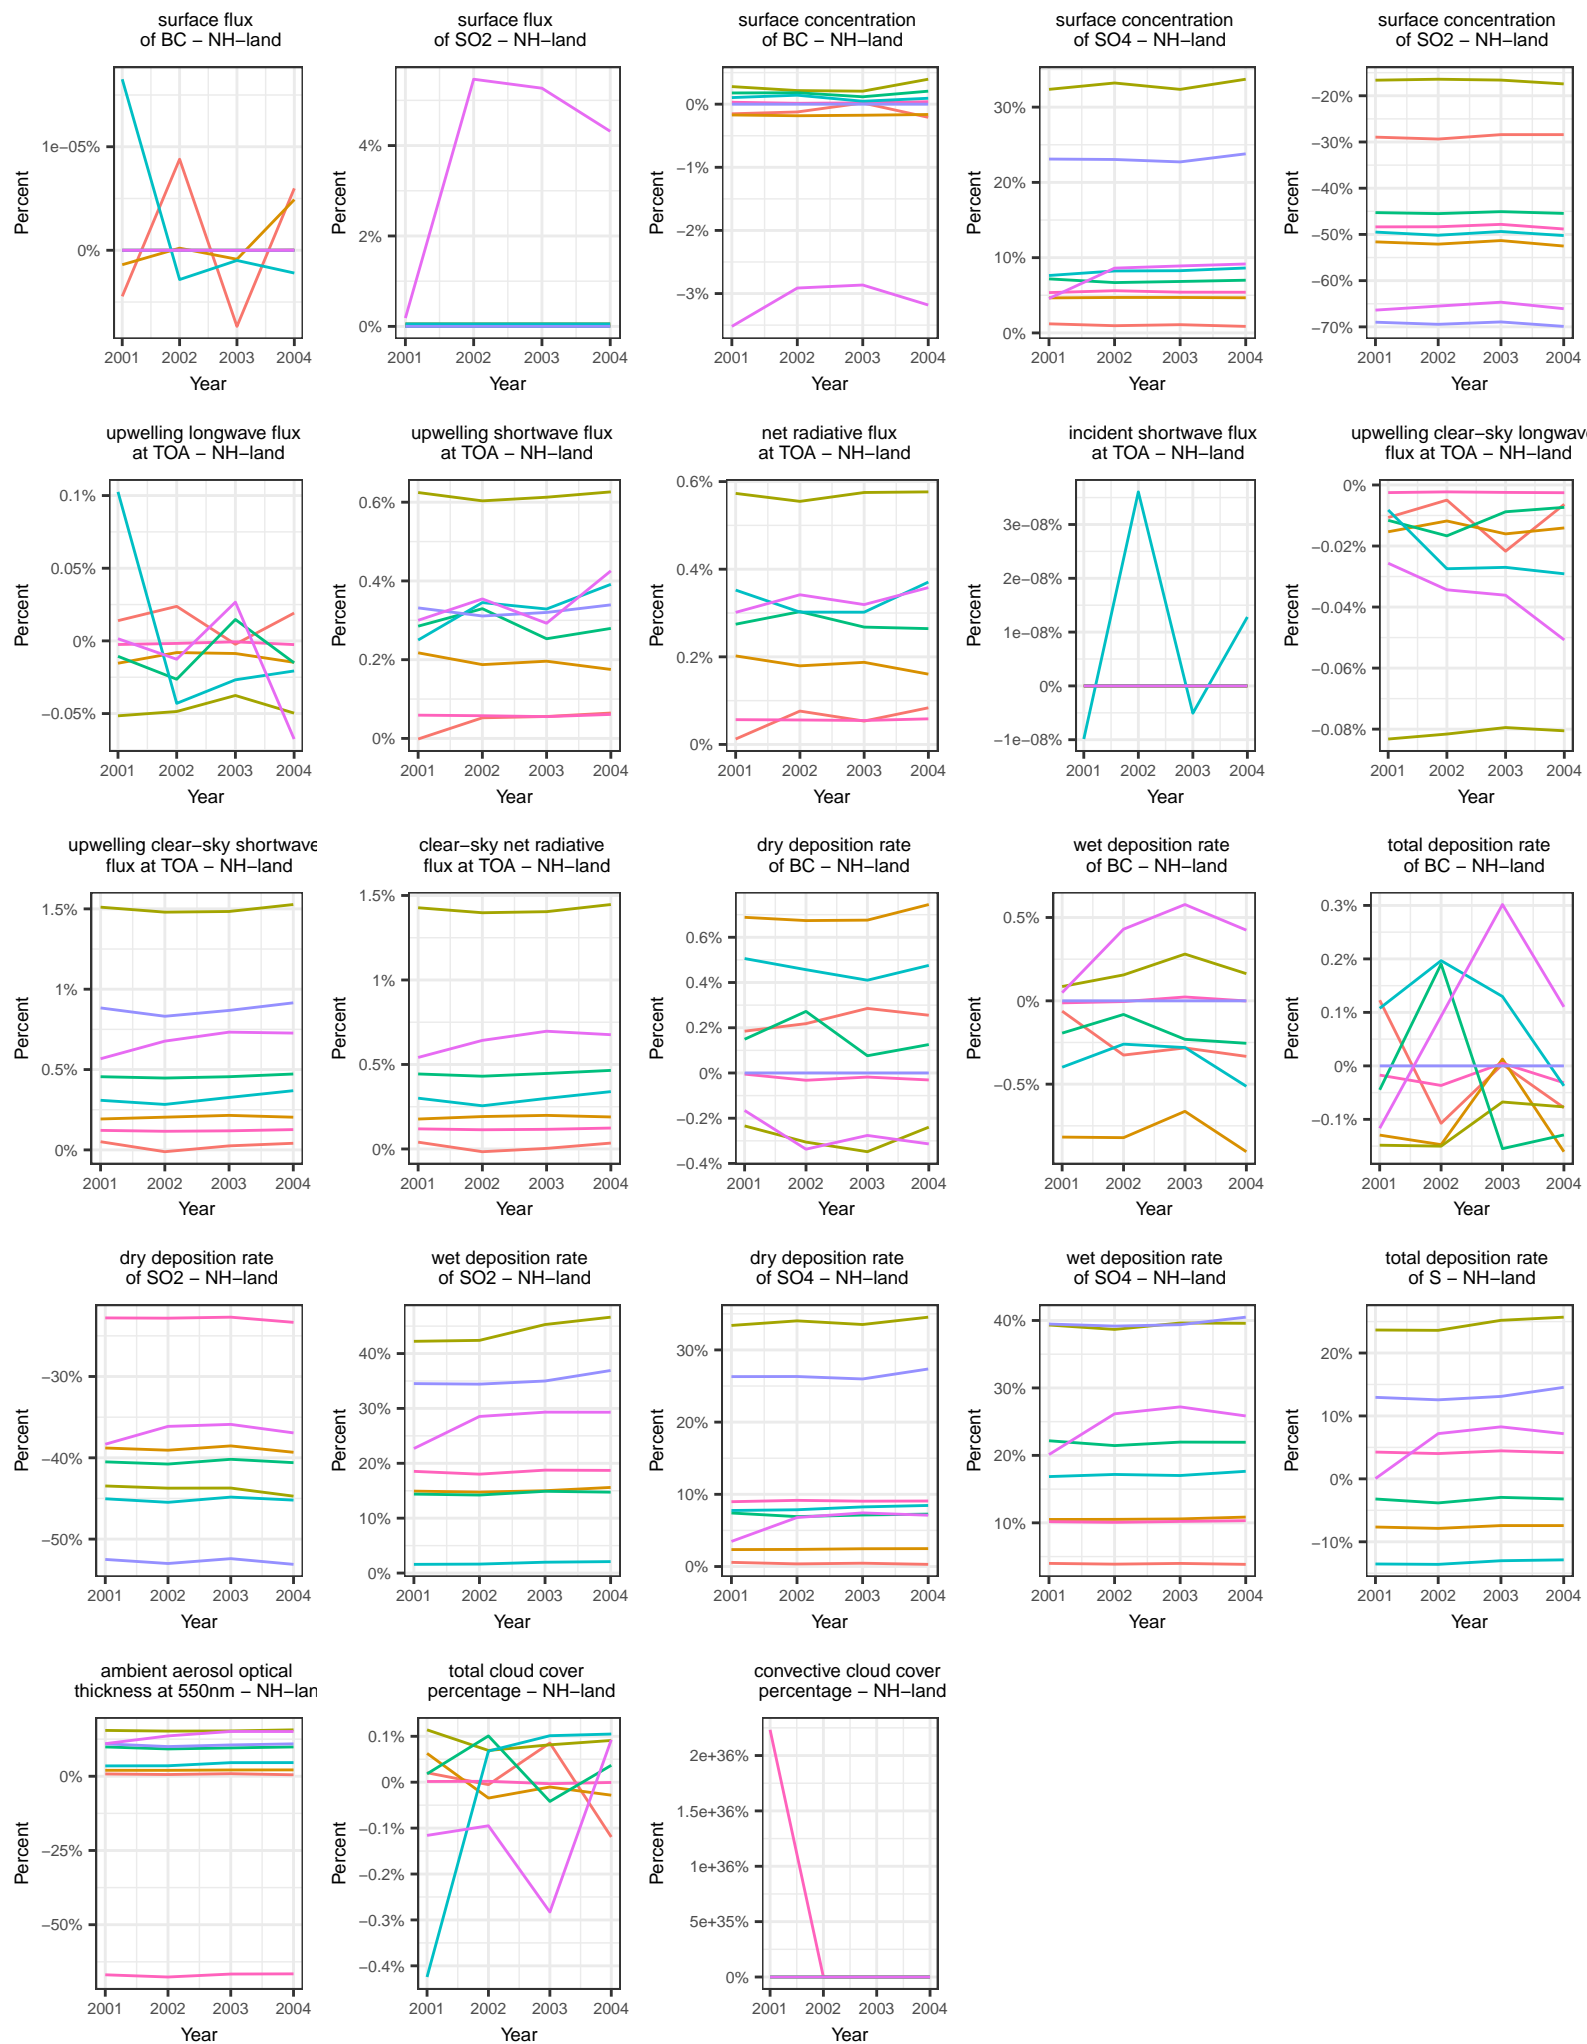 surface flux
of BC − NH−land
Percent
1e−05%
0%
2001 2002 2003 2004
Year
surface flux
of SO2 − NH−land
Percent
4%
2%
0%
2001 2002 2003 2004
Year
surface concentration
of BC − NH−land
Percent
0%
−1%
−2%
−3%
2001 2002 2003 2004
Year
surface concentration
of SO4 − NH−land
Percent
30%
20%
10%
0%
2001 2002 2003 2004
Year
surface concentration
of SO2 − NH−land
Percent
−20%
−30%
−40%
−50%
−60%
−70%
2001 2002 2003 2004
Year
upwelling longwave flux
at TOA − NH−land
Percent
0.1%
0.05%
0%
−0.05%
2001 2002 2003 2004
Year
upwelling shortwave flux
at TOA − NH−land
Percent
0.6%
0.4%
0.2%
0%
2001 2002 2003 2004
Year
net radiative flux
at TOA − NH−land
Percent
0.6%
0.4%
0.2%
0%
2001 2002 2003 2004
Year
incident shortwave flux
at TOA − NH−land
Percent
3e−08%
2e−08%
1e−08%
0%
−1e−08%
2001 2002 2003 2004
Year
upwelling clear−sky longwav
flux at TOA − NH−land
Percent
0%
−0.02%
−0.04%
−0.06%
−0.08%
2001 2002 2003 2004
Year
upwelling clear−sky shortwave
flux at TOA − NH−land
Percent
1.5%
1%
0.5%
0%
2001 2002 2003 2004
Year
clear−sky net radiative
flux at TOA − NH−land
Percent
1.5%
1%
0.5%
0%
2001 2002 2003 2004
Year
dry deposition rate
of BC − NH−land
Percent
0.6%
0.4%
0.2%
0%
−0.2%
−0.4%
2001 2002 2003 2004
Year
wet deposition rate
of BC − NH−land
Percent
0.5%
0%
−0.5%
2001 2002 2003 2004
Year
total deposition rate
of BC − NH−land
Percent
0.3%
0.2%
0.1%
0%
−0.1%
2001 2002 2003 2004
Year
dry deposition rate
of SO2 − NH−land
Percent
−30%
−40%
−50%
2001 2002 2003 2004
Year
wet deposition rate
of SO2 − NH−land
Percent
40%
30%
20%
10%
0%
2001 2002 2003 2004
Year
dry deposition rate
of SO4 − NH−land
Percent
30%
20%
10%
0%
2001 2002 2003 2004
Year
wet deposition rate
of SO4 − NH−land
Percent
40%
30%
20%
10%
2001 2002 2003 2004
Year
total deposition rate
of S − NH−land
Percent
20%
10%
0%
−10%
2001 2002 2003 2004
Year
ambient aerosol optical
thickness at 550nm − NH−lan
Percent
0%
−25%
−50%
2001 2002 2003 2004
Year
total cloud cover
percentage − NH−land
Percent
0.1%
0%
−0.1%
−0.2%
−0.3%
−0.4%
2001 2002 2003 2004
Year
convective cloud cover
percentage − NH−land
Percent
2e+36%
1.5e+36%
1e+36%
5e+35%
0%
2001 2002 2003 2004
Year